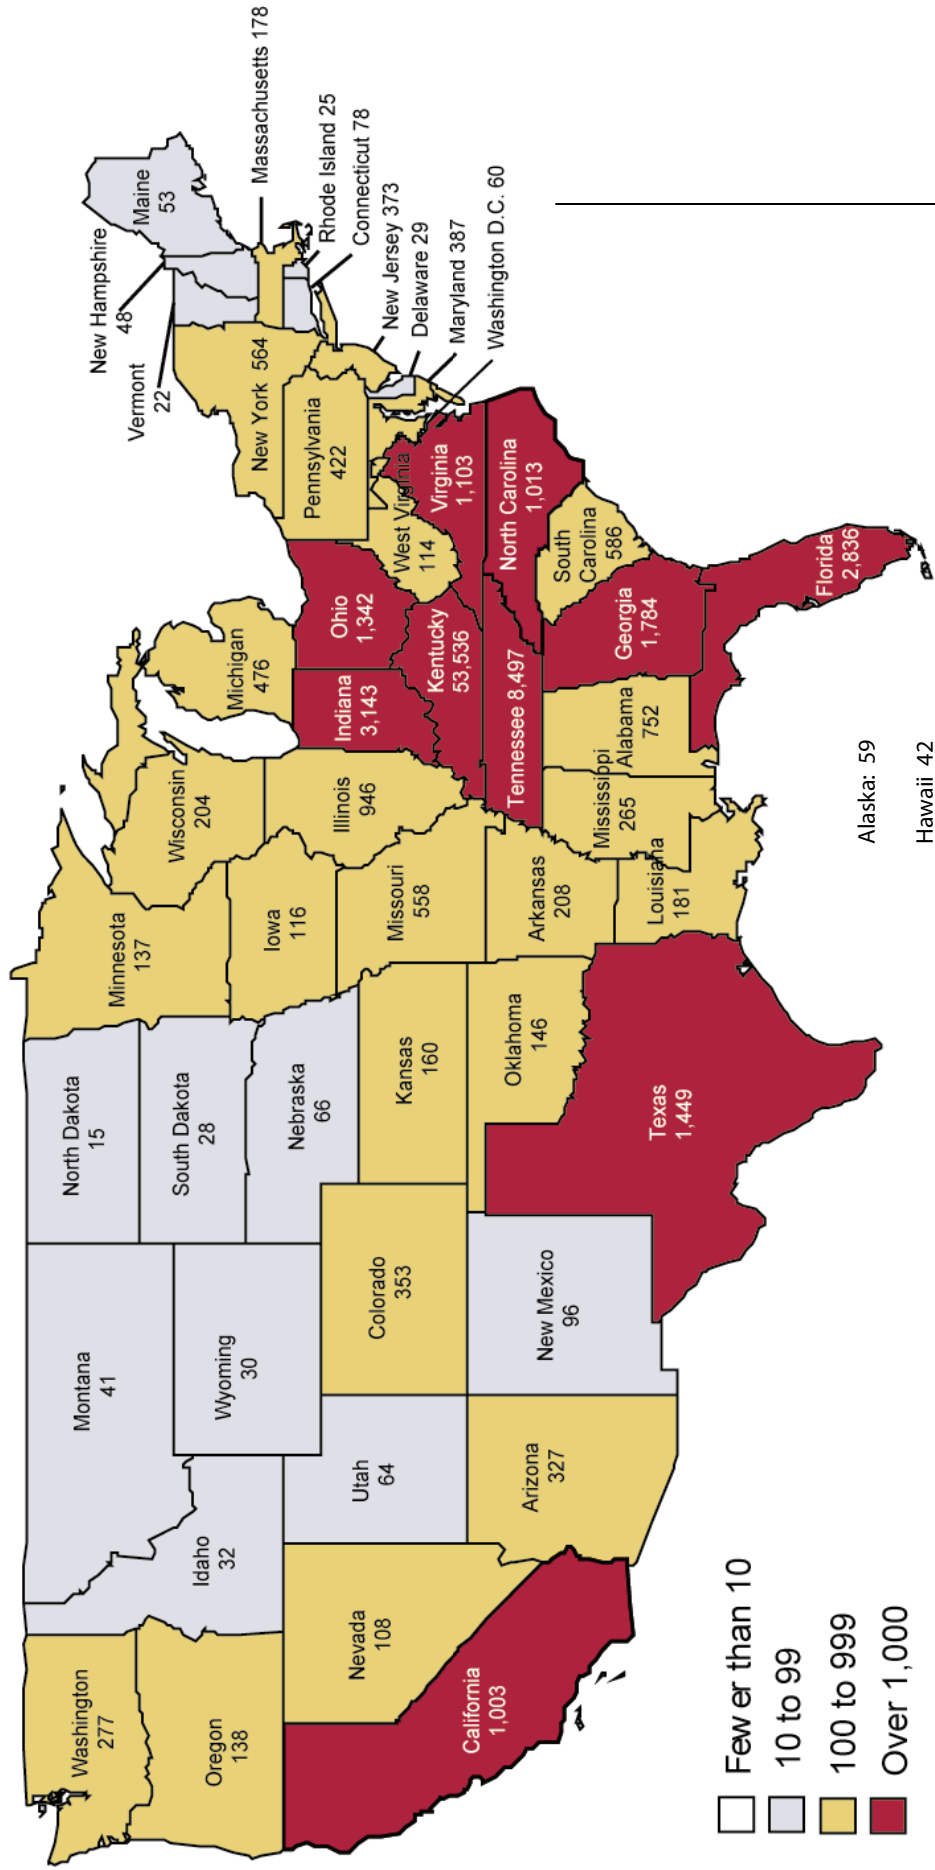 Washington
277
Oregon
138
California
1,003
Nevada
108
Idaho
32
Montana
41
Wyoming
30
Utah
64
Arizona
327
Colorado
353
New Mexico
96
North Dakota
15
South Dakota
28
Nebraska
66
Kansas
160
Oklahoma
146
Texas
1,449
Minnesota
137
Iowa
116
Missouri
558
Arkansas
208
Louisiana
181
Wisconsin
204
Illinois
946
Mississippi
265
Michigan
476
Indiana
3,143
Ohio
1,342
Kentucky
53,536
Tennessee 8,497
Alabama
752
Georgia
1,784
Florida
2,836
South
Carolina
586
North Carolina
1,013
Virginia
1,103
West Virginia
114
Pennsylvania
422
New York 564
Vermont
22
New Hampshire
48
Maine
53
Massachusetts 178
Rhode Island 25
Connecticut 78
New Jersey 373
Delaware 29
Maryland 387
Washington D.C. 60
Alaska: 59
Hawaii 42
Fewer than 10
10 to 99
100 to 999
Over 1,000